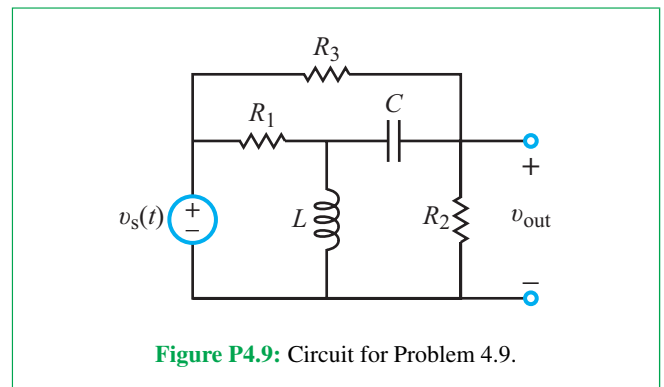 R3
R1
C
+
vs(t)
+
−
L
R2
vout
−
Figure P4.9: Circuit for Problem 4.9.